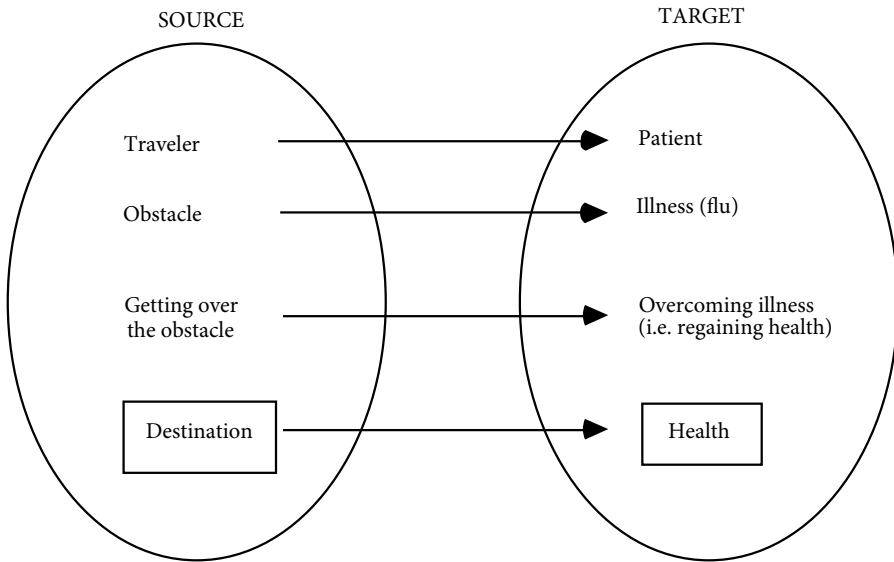 SOURCE
TARGET
Traveler
Patient
Obstacle
Illness (flu)
Getting over
the obstacle
Overcoming illness
(i.e. regaining health)
Destination
Health